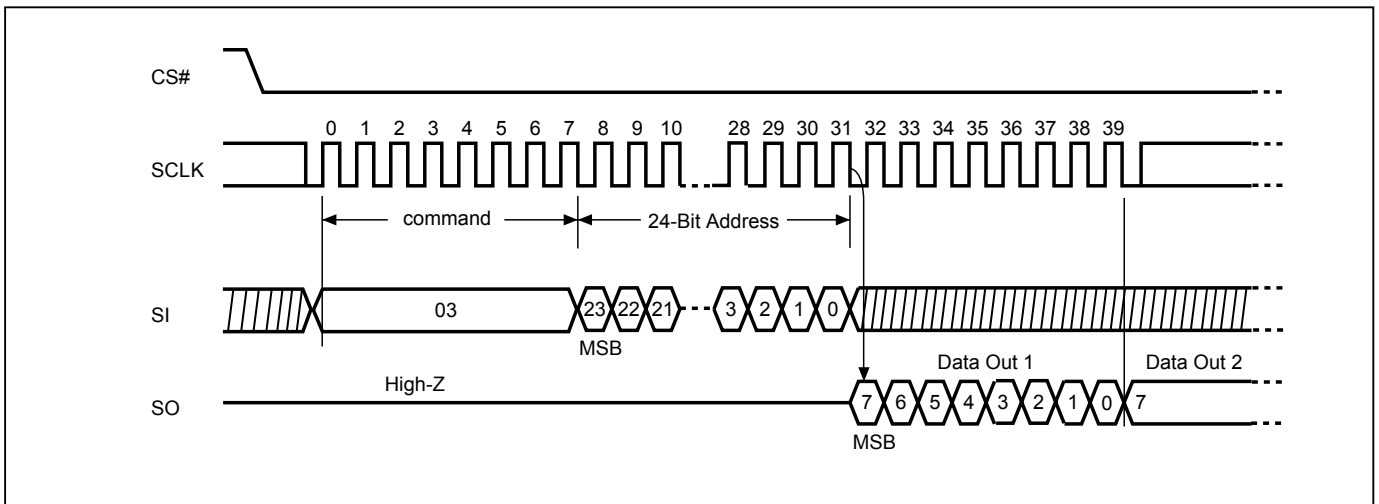 CS#
0 1 2 3 4 5 6 7 8 9 10 28 29 30 31 32 33 34 35 36 37 38 39
SCLK
command 24-Bit Address
SI 03 23 22 21 3 2 1 0
MSB
Data Out 1 Data Out 2
High-Z
SO 7 6 5 4 3 2 1 0 7
MSB